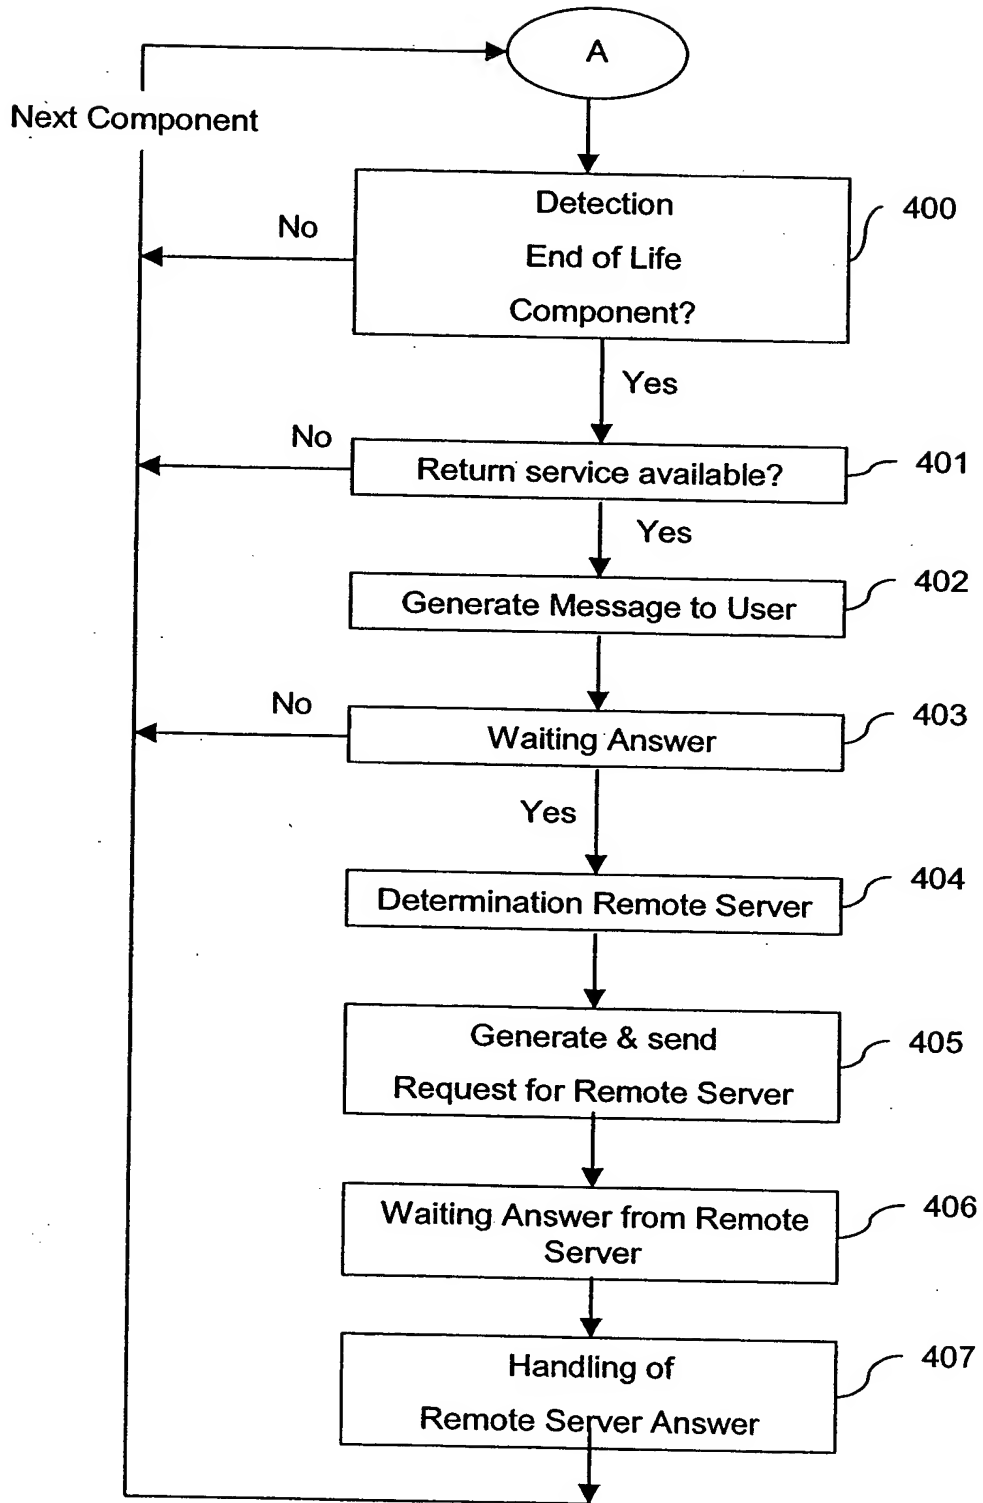 A
Next Component
Detection
End of Life
Component?
400
No
Yes
No
Return service available?
401
Yes
Generate Message to User
402
No
Waiting Answer
403
Yes
Determination Remote Server
404
Generate & send
Request for Remote Server
405
Waiting Answer from Remote
Server
406
Handling of
Remote Server Answer
407